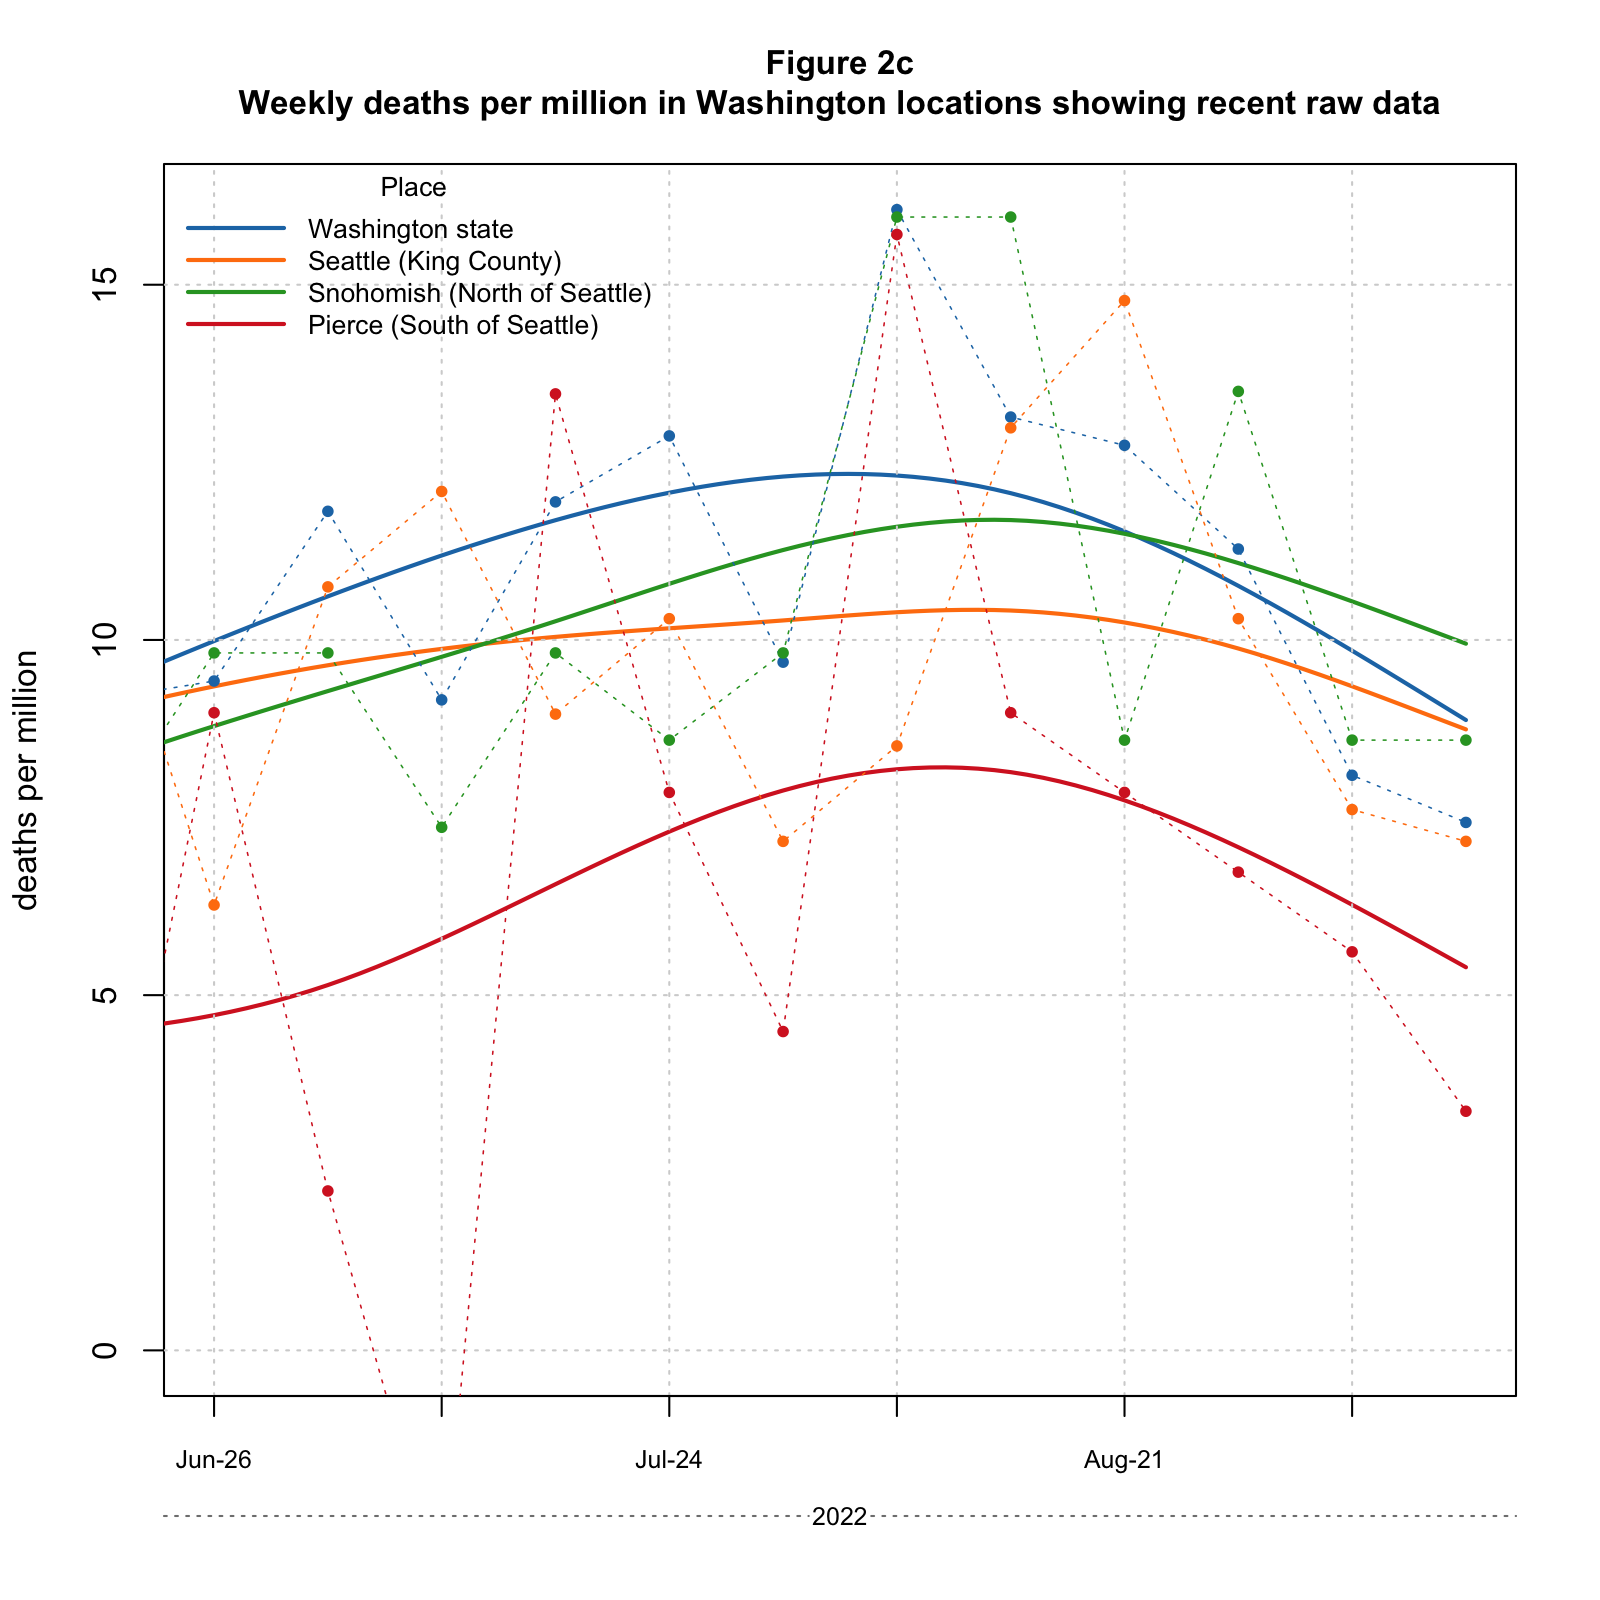 Figure 2c
Weekly deaths per million in Washington locations showing recent raw data
Place
Washington state
Seattle (King County)
Snohomish (North of Seattle)
Pierce (South of Seattle)
deaths per million
15
10
5
0
Jun-26
Jul-24
Aug-21
2022